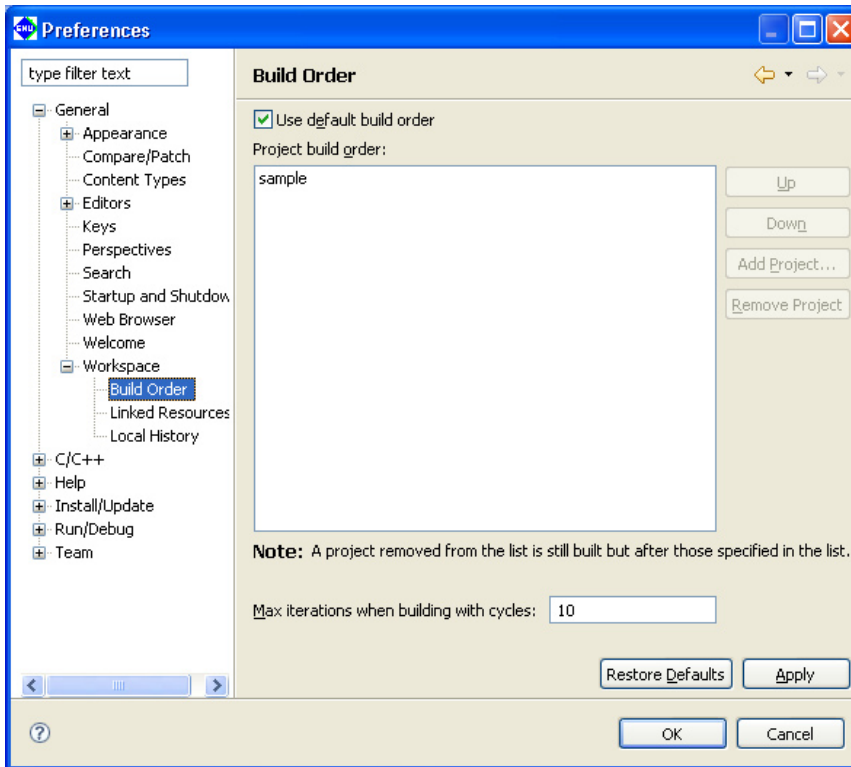 GNU Preferences
type filter text
General
Appearance
Compare/Patch
Content Types
Editors
Keys
Perspectives
Search
Startup and Shutdow
Web Browser
Welcome
Workspace
Build Order
Linked Resources
Local History
C/C++
Help
Install/Update
Run/Debug
Team
Build Order
Use default build order
Project build order:
sample
Up
Down
Add Project...
Remove Project
Note: A project removed from the list is still built but after those specified in the list.
Max iterations when building with cycles: 10
Restore Defaults Apply
? OK Cancel